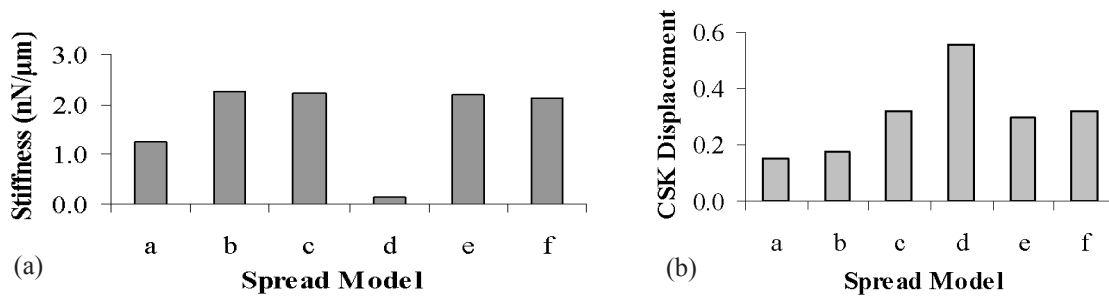 Stiffness (nN/μm)
3.0
2.0
1.0
0.0
a b c d e f
Spread Model
(a)
CSK Displacement
0.6
0.4
0.2
0.0
a b c d e f
Spread Model
(b)